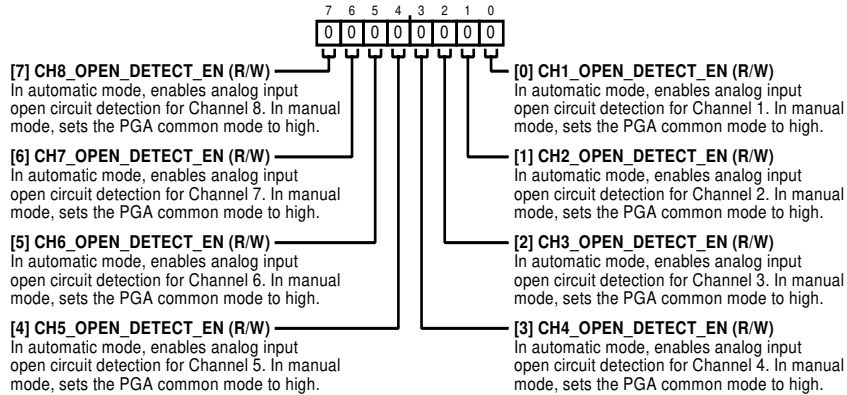 7 6 5 4 3 2 1 0
0 0 0 0 0 0 0 0
[7] CH8_OPEN_DETECT_EN (R/W)
In automatic mode, enables analog input
open circuit detection for Channel 8. In manual
mode, sets the PGA common mode to high.
[6] CH7_OPEN_DETECT_EN (R/W)
In automatic mode, enables analog input
open circuit detection for Channel 7. In manual
mode, sets the PGA common mode to high.
[5] CH6_OPEN_DETECT_EN (R/W)
In automatic mode, enables analog input
open circuit detection for Channel 6. In manual
mode, sets the PGA common mode to high.
[4] CH5_OPEN_DETECT_EN (R/W)
In automatic mode, enables analog input
open circuit detection for Channel 5. In manual
mode, sets the PGA common mode to high.
[0] CH1_OPEN_DETECT_EN (R/W)
In automatic mode, enables analog input
open circuit detection for Channel 1. In manual
mode, sets the PGA common mode to high.
[1] CH2_OPEN_DETECT_EN (R/W)
In automatic mode, enables analog input
open circuit detection for Channel 2. In manual
mode, sets the PGA common mode to high.
[2] CH3_OPEN_DETECT_EN (R/W)
In automatic mode, enables analog input
open circuit detection for Channel 3. In manual
mode, sets the PGA common mode to high.
[3] CH4_OPEN_DETECT_EN (R/W)
In automatic mode, enables analog input
open circuit detection for Channel 4. In manual
mode, sets the PGA common mode to high.